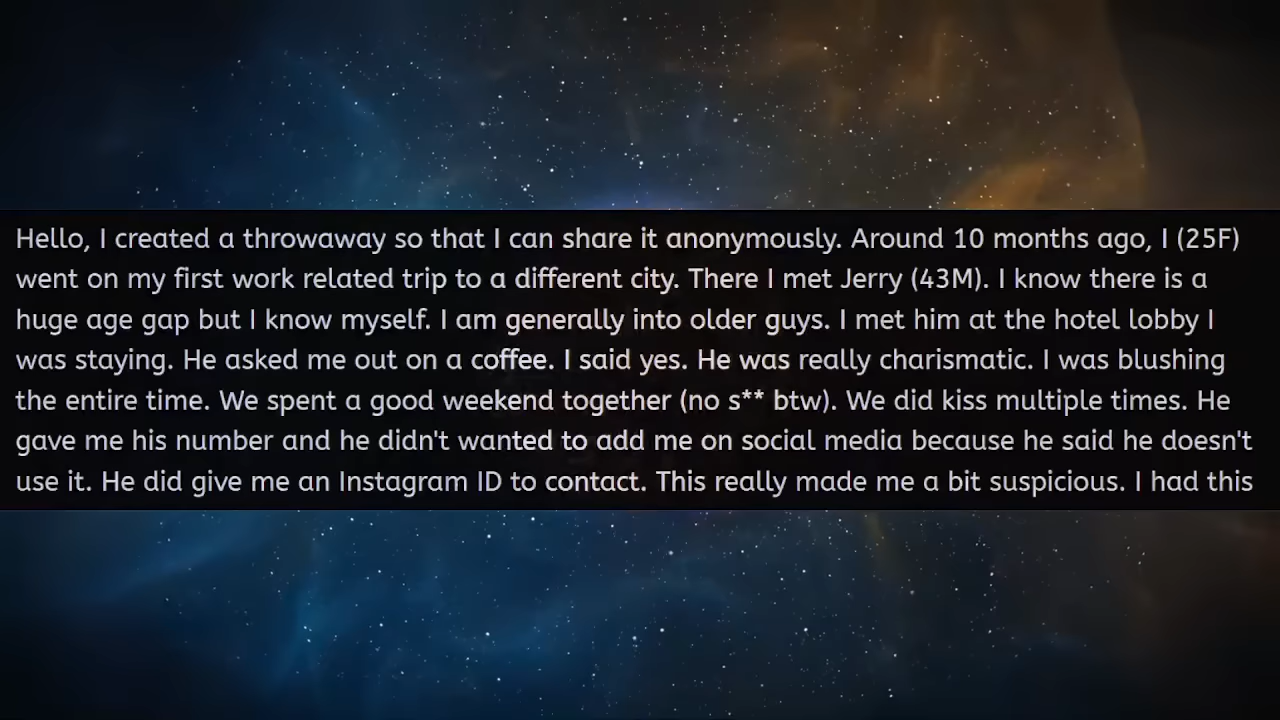 Hello, I created a throwaway so that I can share it anonymously. Around 10 months ago, I (25F)
went on my first work related trip to a different city. There I met Jerry (43M). I know there is a
huge age gap but I know myself. I am generally into older guys. I met him at the hotel lobby I
was staying. He asked me out on a coffee. I said yes. He was really charismatic. I was blushing
the entire time. We spent a good weekend together (no s** btw). We did kiss multiple times. He
gave me his number and he didn't wanted to add me on social media because he said he doesn't
use it. He did give me an Instagram ID to contact. This really made me a bit suspicious. I had this